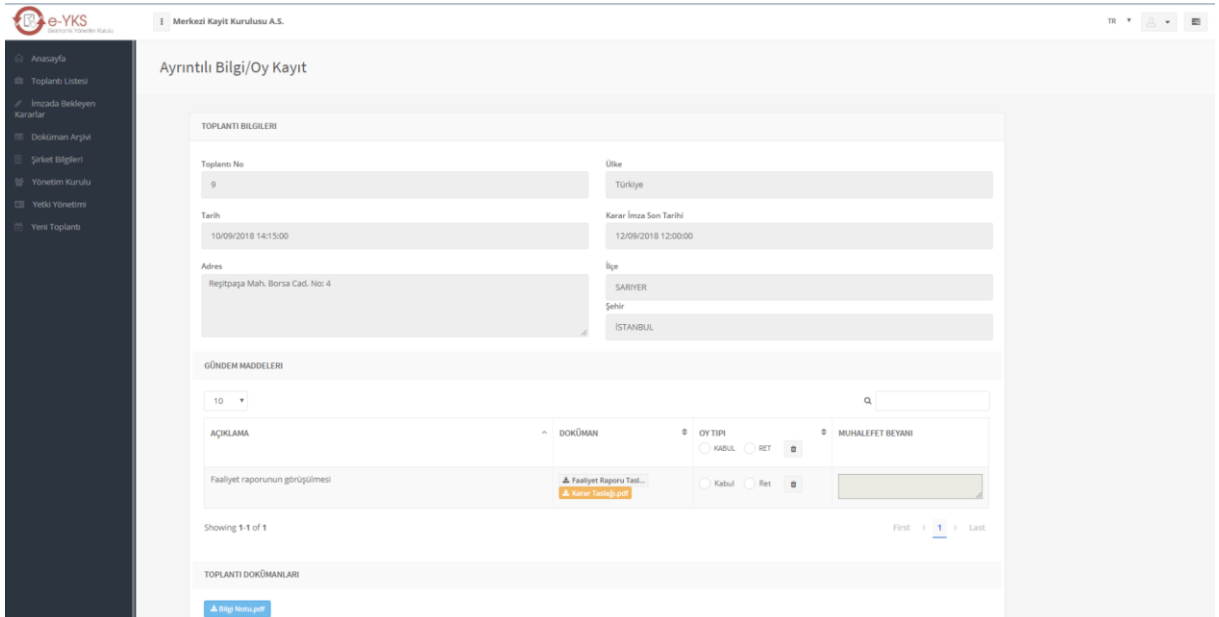 e-YKS
Elektronik Yönetim Kurulu
Merkezi Kayit Kurulusu A.S.
TR
Anasayfa
Toplantı Listesi
İmzada Bekleyen
Kararlar
Doküman Arşivi
Şirket Bilgileri
Yönetim Kurulu
Yetki Yönetimi
Yeni Toplantı
Ayrıntılı Bilgi/Oy Kayıt
TOPLANTI BILGILERI
Toplantı No
Ülke
9
Türkiye
Tarih
Karar İmza Son Tarihi
10/09/2018 14:15:00
12/09/2018 12:00:00
Adres
İlçe
Reşitpaşa Mah. Borsa Cad. No: 4
SARIYER
Şehir
İSTANBUL
GÜNDEM MADDELERI
10
AÇIKLAMA
DOKÜMAN
OY TIPI
MUHALEFET BEYANI
KABUL RET
Faaliyet raporunun görüşülmesi
Faaliyet Raporu Tasl...
Karar Taslağı.pdf
Kabul Ret
Showing 1-1 of 1
First ‹ 1 › Last
TOPLANTI DOKÜMANLARI
Bilgi Notu.pdf